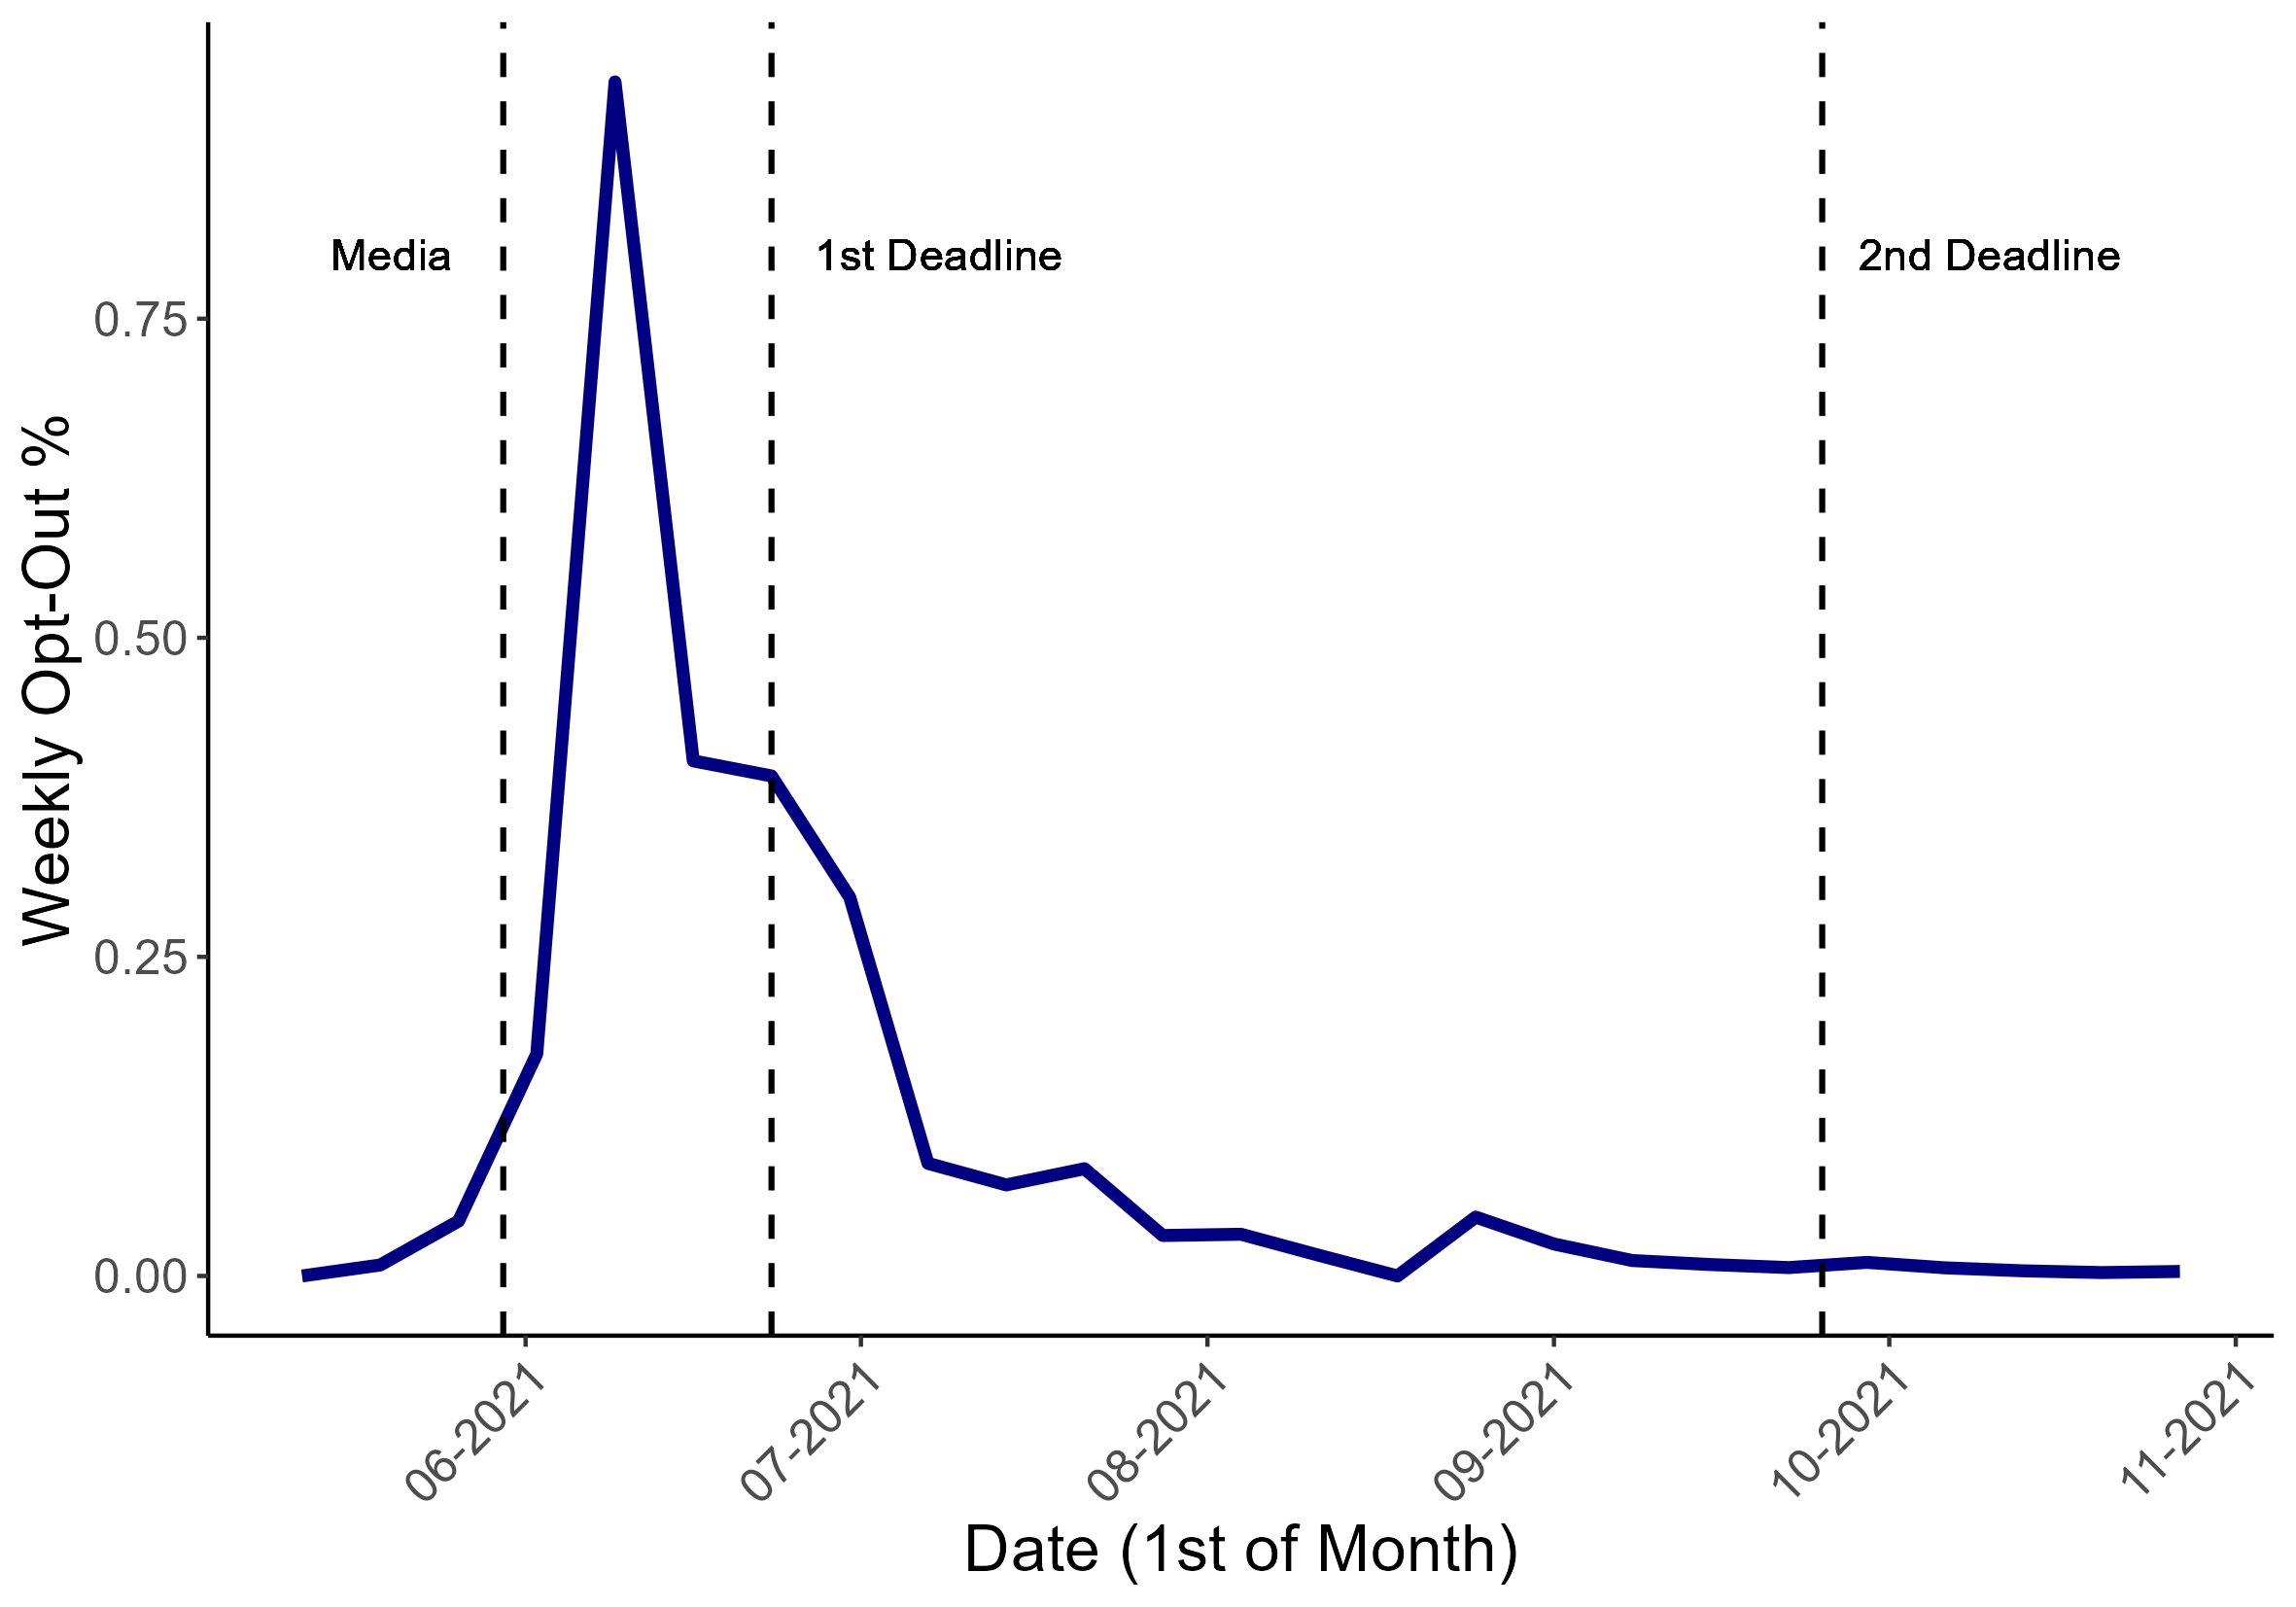 Media
1st Deadline
2nd Deadline
Weekly Opt-Out %
0.75
0.50
0.25
0.00
06-2021
07-2021
08-2021
09-2021
10-2021
11-2021
Date (1st of Month)